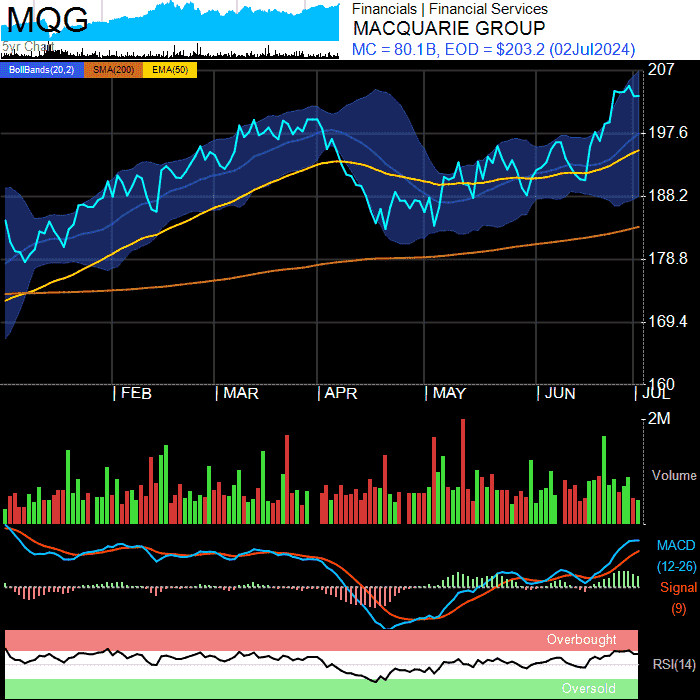 MQG
5yr Chart
Financials | Financial Services
MACQUARIE GROUP
MC = 80.1B, EOD = $203.2 (02Jul2024)
BollBands(20,2) SMA(200) EMA(50)
207
197.6
188.2
178.8
169.4
160
FEB MAR APR MAY JUN JUL
2M
Volume
MACD
(12-26)
Signal
(9)
Overbought
RSI(14)
Oversold